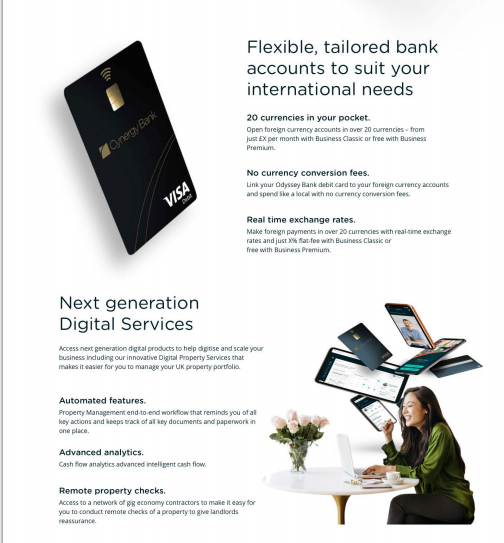 Flexible, tailored bank
accounts to suit your
international needs
20 currencies in your pocket.
Open foreign currency accounts in over 20 currencies – from
just £X per month with Business Classic or free with Business
Premium.
No currency conversion fees.
Link your Odyssey Bank debit card to your foreign currency accounts
and spend like a local with no currency conversion fees.
Real time exchange rates.
Make foreign payments in over 20 currencies with real-time exchange
rates and just X% flat-fee with Business Classic or
free with Business Premium.
Cynergy Bank
VISA
Debit
Next generation
Digital Services
Access next generation digital products to help digitise and scale your
business including our innovative Digital Property Services that
makes it easier for you to manage your UK property portfolio.
Automated features.
Property Management end-to-end workflow that reminds you of all
key actions and keeps track of all key documents and paperwork in
one place.
Advanced analytics.
Cash flow analytics advanced intelligent cash flow.
Remote property checks.
Access to a network of gig economy contractors to make it easy for
you to conduct remote checks of a property to give landlords
reassurance.